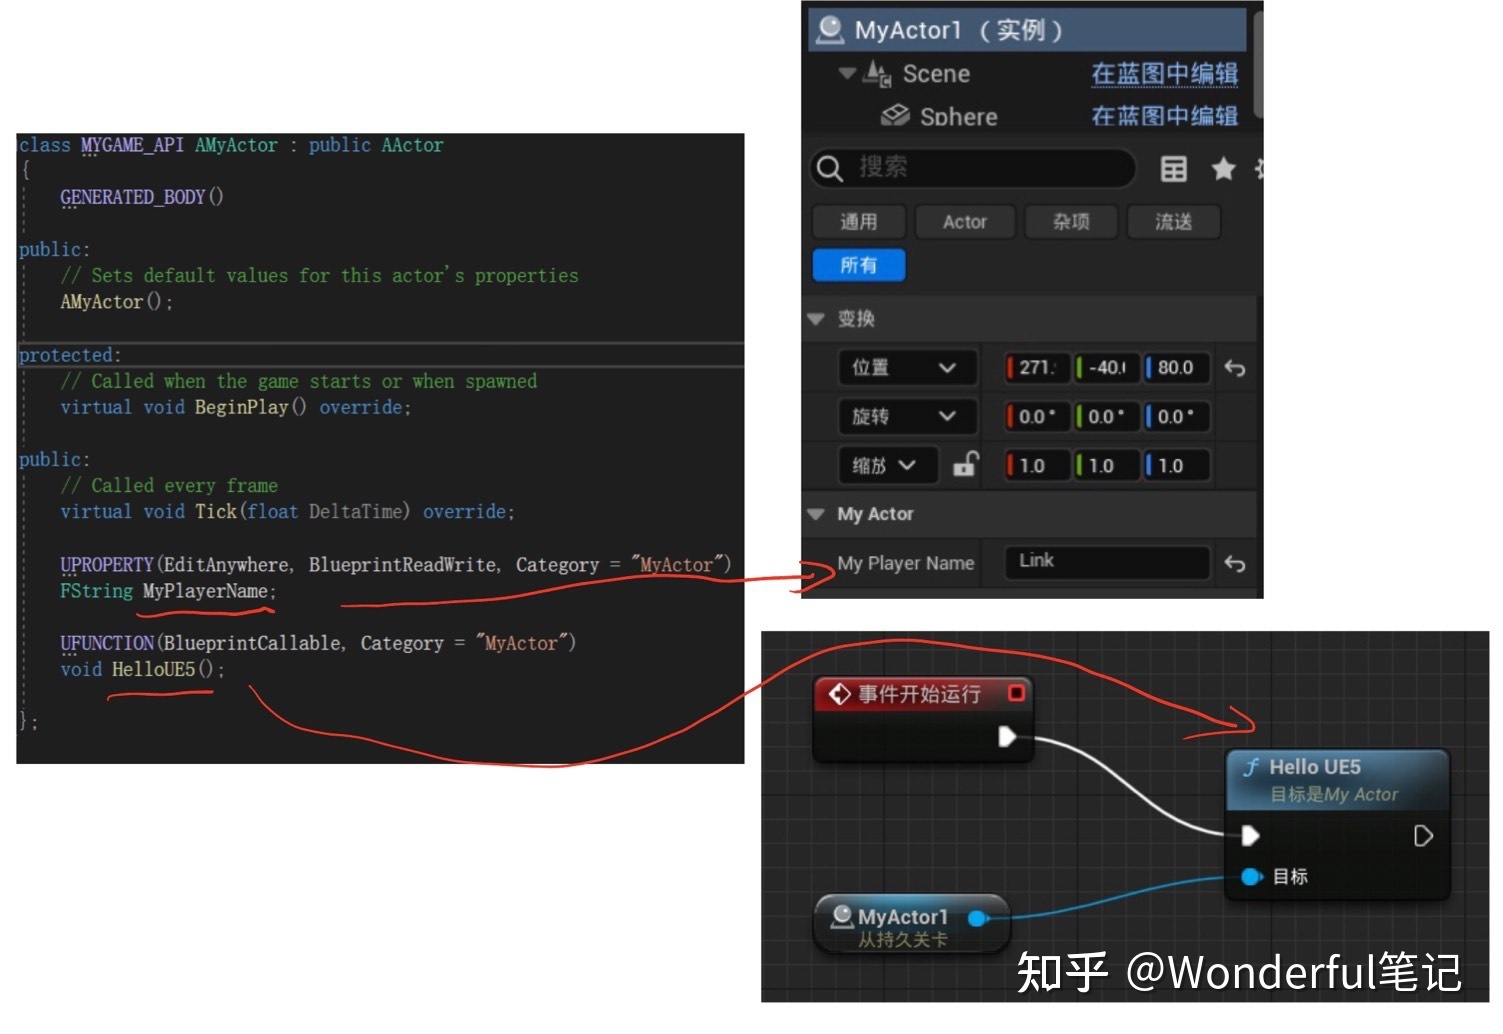 class MYGAME_API AMyActor : public AActor
{
GENERATED_BODY()
public:
// Sets default values for this actor's properties
AMyActor();
protected:
// Called when the game starts or when spawned
virtual void BeginPlay() override;
public:
// Called every frame
virtual void Tick(float DeltaTime) override;
UPROPERTY(EditAnywhere, BlueprintReadWrite, Category = "MyActor")
FString MyPlayerName;
UFUNCTION(BlueprintCallable, Category = "MyActor")
void HelloUE5();
};
MyActor1 （实例）
Scene 在蓝图中编辑
Sphere 在蓝图中编辑
搜索
通用 Actor 杂项 流送
所有
变换
位置 271. -40.( 80.0
旋转 0.0° 0.0° 0.0°
缩放 1.0 1.0 1.0
My Actor
My Player Name Link
事件开始运行
f Hello UE5
目标是My Actor
目标
MyActor1
从持久关卡
知乎 @Wonderful笔记